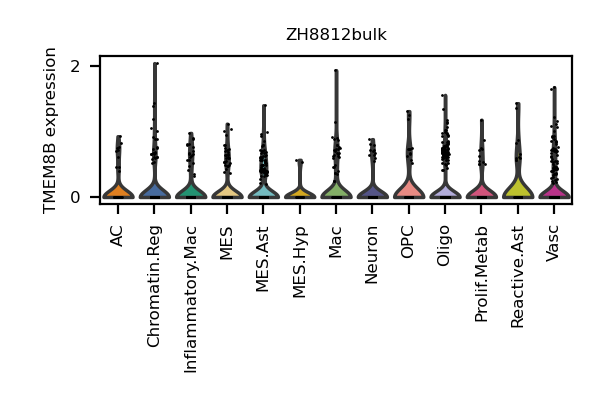 ZH8812bulk
TMEM8B expression
2
0
AC
Chromatin.Reg
Inflammatory.Mac
MES
MES.Ast
MES.Hyp
Mac
Neuron
OPC
Oligo
Prolif.Metab
Reactive.Ast
Vasc